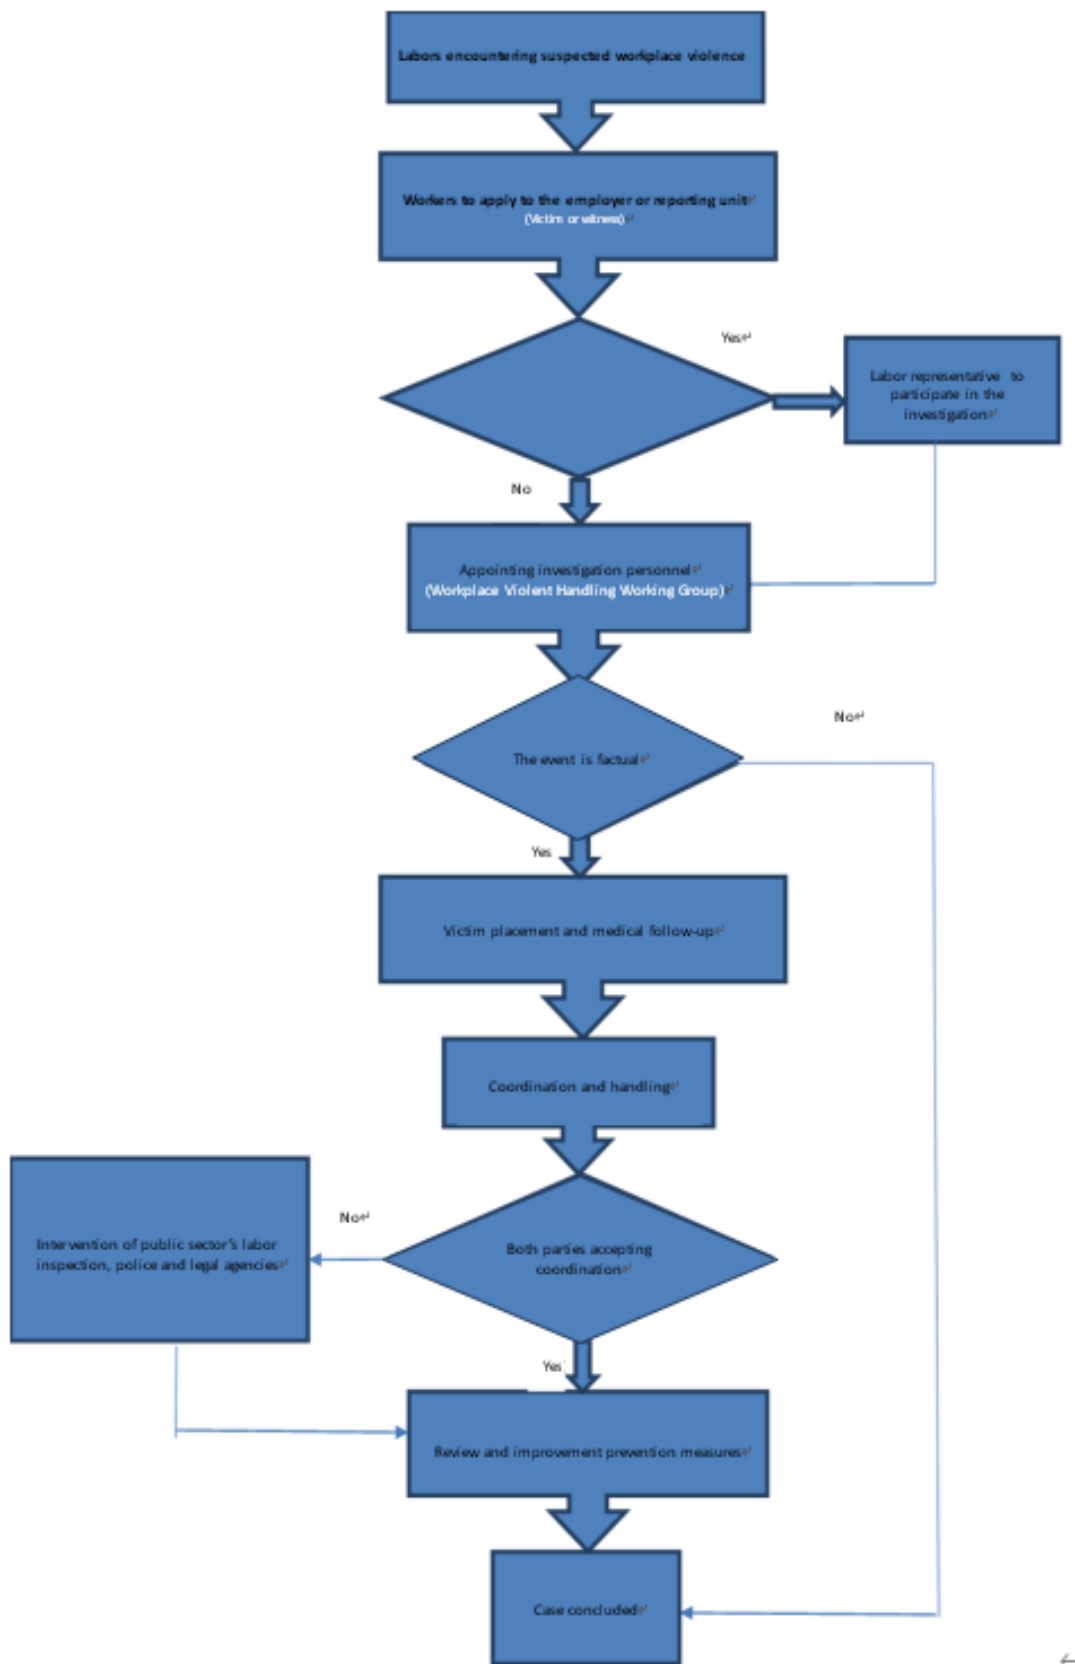 Labors encountering suspected workplace violence
Workers to apply to the employer or reporting unit
(Victim or witness)
Yes
Labor representative to
participate in the
investigation
No
Appointing investigation personnel
(Workplace Violent Handling Working Group)
No
The event is factual
Yes
Victim placement and medical follow-up
Coordination and handling
No
Intervention of public sector's labor
inspection, police and legal agencies
Both parties accepting
coordination
Yes
Review and improvement prevention measures
Case concluded